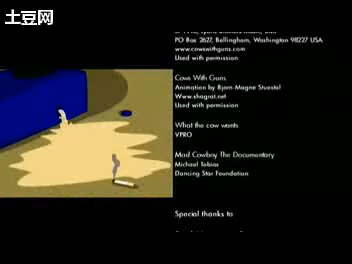 土豆网
PO Box 2627, Bellingham, Washington 98227 USA
www.cowswithguns.com
Used with permission
Cows With Guns
Animation by Bjorn-Magne Stuestol
Www.shagrat.net
Used with permission
What the cow wants
VPRO
Mad Cowboy The Documentary
Michael Tobias
Dancing Star Foundation
Special thanks to